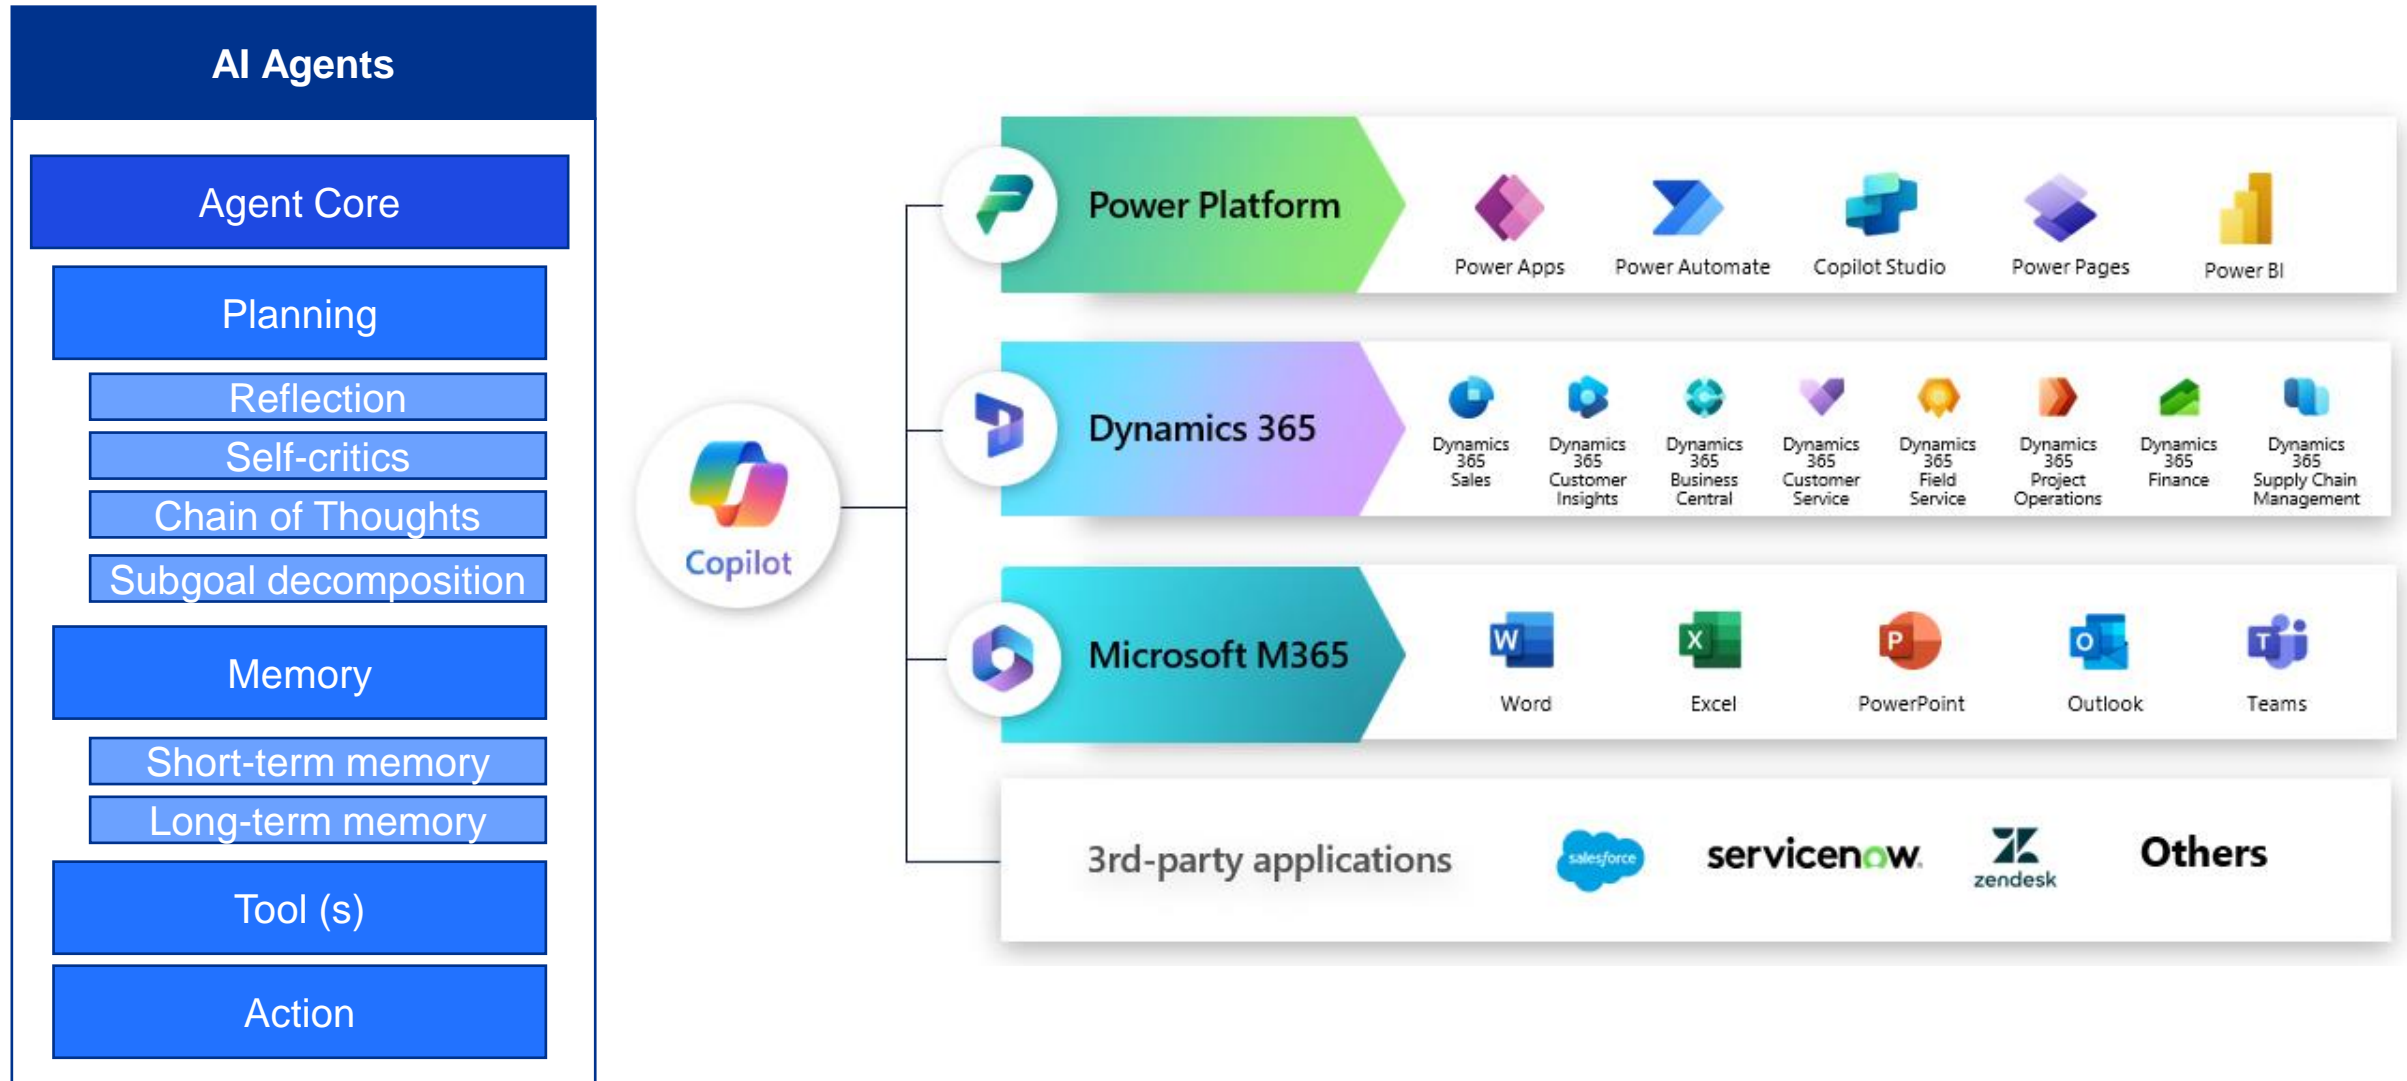 AI Agents
Agent Core
Planning
Reflection
Self-critics
Chain of Thoughts
Subgoal decomposition
Memory
Short-term memory
Long-term memory
Tool (s)
Action
Copilot
Power Platform
Power Apps
Power Automate
Copilot Studio
Power Pages
Power BI
Dynamics 365
Dynamics
365
Sales
Dynamics
365
Customer
Insights
Dynamics
365
Business
Central
Dynamics
365
Customer
Service
Dynamics
365
Field
Service
Dynamics
365
Project
Operations
Dynamics
365
Finance
Dynamics
365
Supply Chain
Management
Microsoft M365
W
Word
X
Excel
P
PowerPoint
O
Outlook
T
Teams
3rd-party applications
salesforce
servicenow.
zendesk
Others